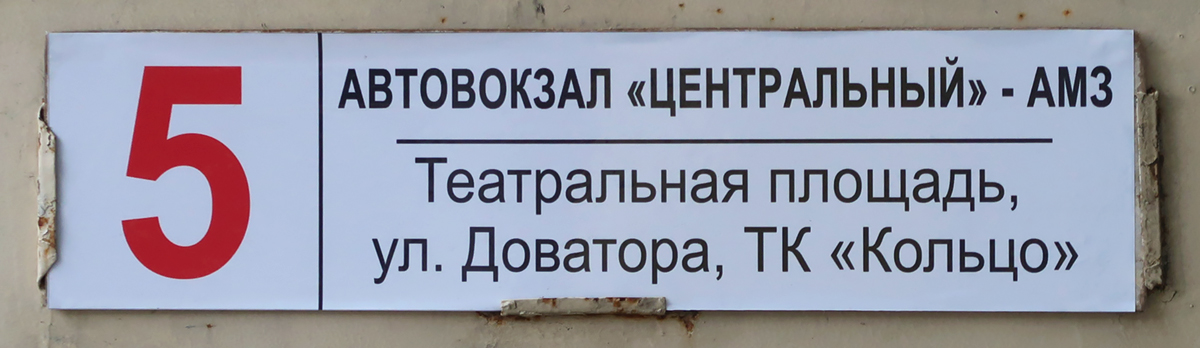 5
АВТОВОКЗАЛ «ЦЕНТРАЛЬНЫЙ» - АМЗ
Театральная площадь,
ул. Доватора, ТК «Кольцо»